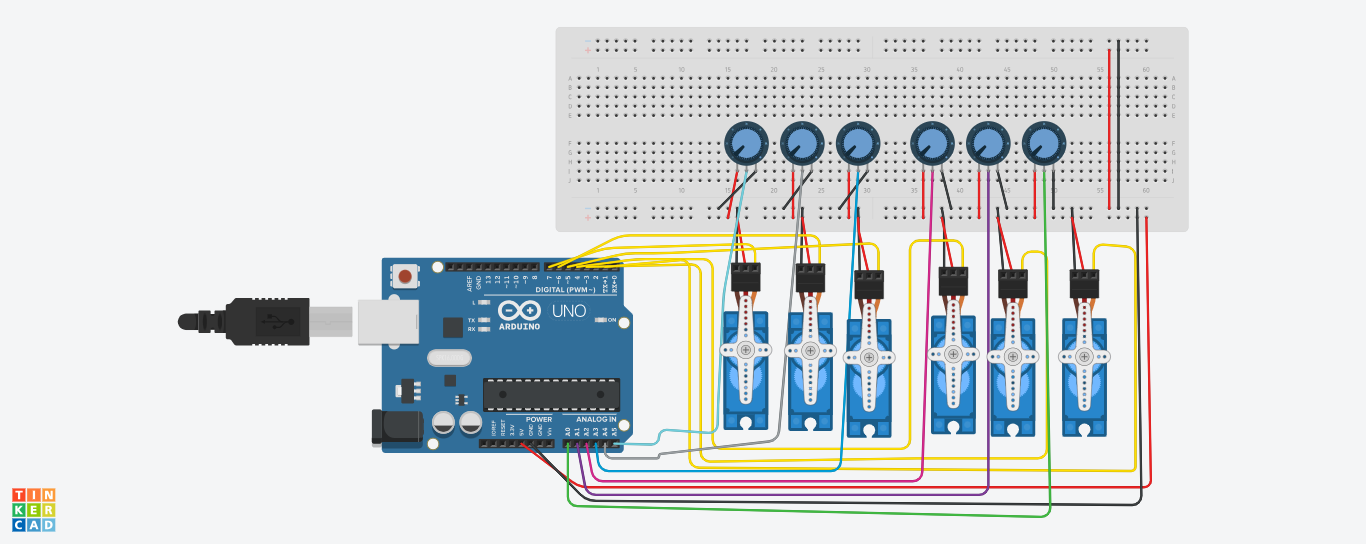 1 5 10 15 20 25 30 35 40 45 50 55 60
A A
B B
C C
D D
E E
F F
G G
H H
I I
J J
1 5 10 15 20 25 30 35 40 45 50 55 60
AREF
GND
13
12
~11
~10
~9
8
7
~6
~5
4
~3
2
TX→1
RX←0
DIGITAL (PWM~)
L
TX
RX
ARDUINO
UNO
ON
POWER
ANALOG IN
IOREF
RESET
3.3V
5V
GND
GND
Vin
A0
A1
A2
A3
A4
A5
TIN
KER
CAD